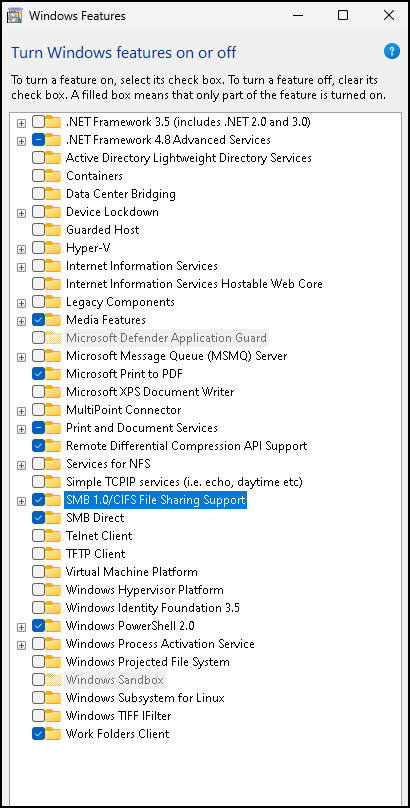 Windows Features
Turn Windows features on or off
?
To turn a feature on, select its check box. To turn a feature off, clear its
check box. A filled box means that only part of the feature is turned on.
.NET Framework 3.5 (includes .NET 2.0 and 3.0)
.NET Framework 4.8 Advanced Services
Active Directory Lightweight Directory Services
Containers
Data Center Bridging
Device Lockdown
Guarded Host
Hyper-V
Internet Information Services
Internet Information Services Hostable Web Core
Legacy Components
Media Features
Microsoft Defender Application Guard
Microsoft Message Queue (MSMQ) Server
Microsoft Print to PDF
Microsoft XPS Document Writer
MultiPoint Connector
Print and Document Services
Remote Differential Compression API Support
Services for NFS
Simple TCPIP services (i.e. echo, daytime etc)
SMB 1.0/CIFS File Sharing Support
SMB Direct
Telnet Client
TFTP Client
Virtual Machine Platform
Windows Hypervisor Platform
Windows Identity Foundation 3.5
Windows PowerShell 2.0
Windows Process Activation Service
Windows Projected File System
Windows Sandbox
Windows Subsystem for Linux
Windows TIFF IFilter
Work Folders Client